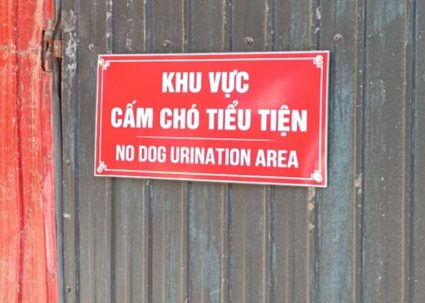 KHU VỰC
CẤM CHÓ TIỂU TIỆN
NO DOG URINATION AREA